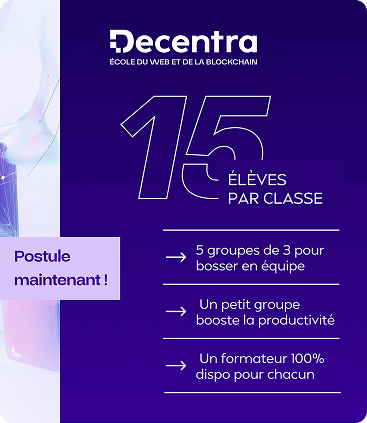 Decentra
ÉCOLE DU WEB ET DE LA BLOCKCHAIN
15
ÉLÈVES
PAR CLASSE
Postule
maintenant !
→ 5 groupes de 3 pour
bosser en équipe
→ Un petit groupe
booste la productivité
→ Un formateur 100%
dispo pour chacun